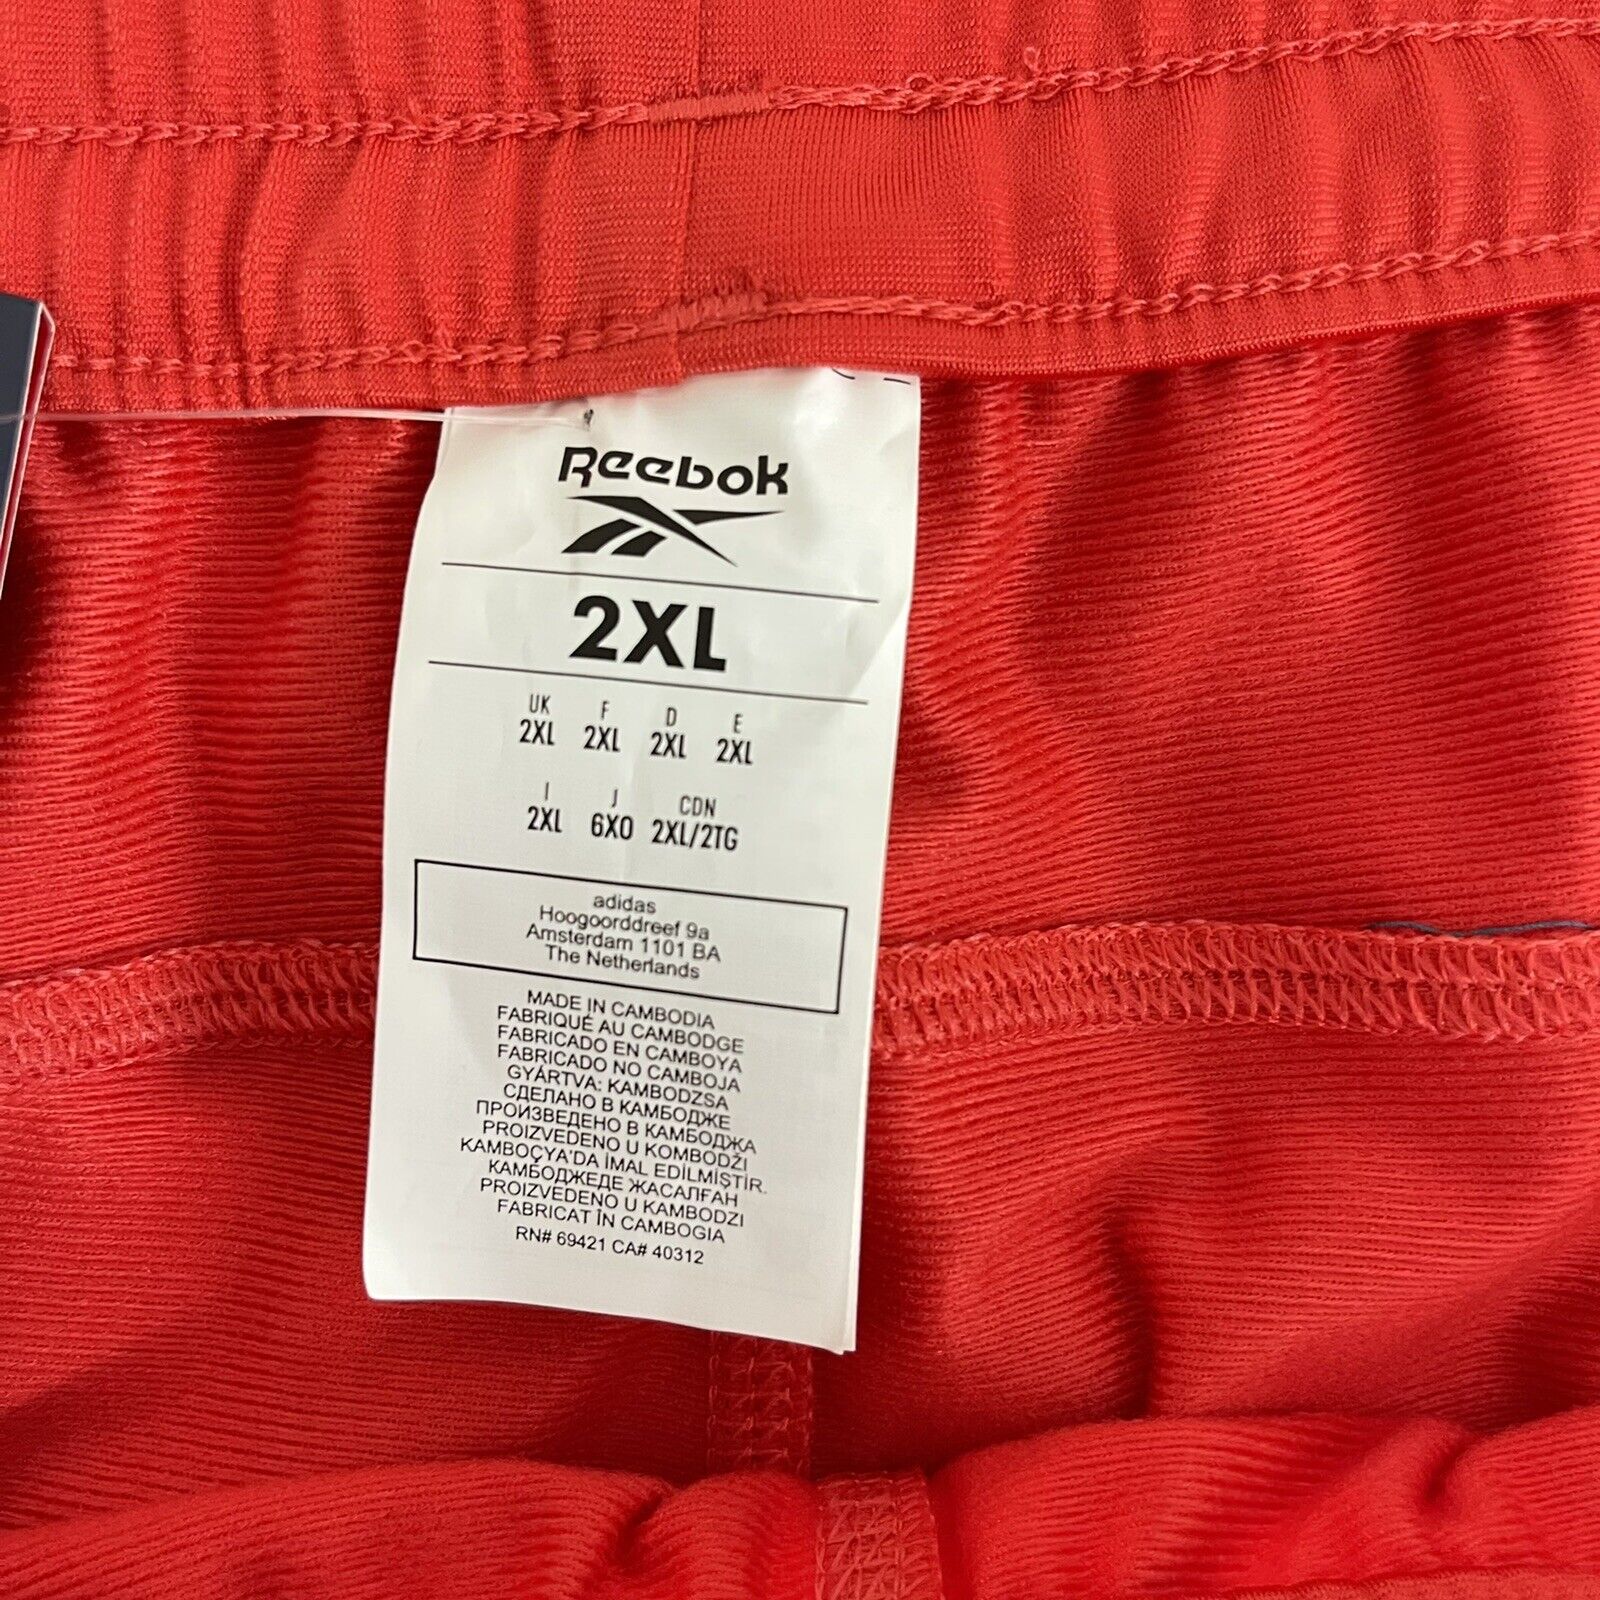 Reebok
2XL
UK F D E
2XL 2XL 2XL 2XL
I J CDN
2XL 6XO 2XL/2TG
adidas
Hoogoorddreef 9a
Amsterdam 1101 BA
The Netherlands
MADE IN CAMBODIA
FABRIQUÉ AU CAMBODGE
FABRICADO EN CAMBOYA
FABRICADO NO CAMBOJA
GYÁRTVA: KAMBODZSA
СДЕЛАНО В КАМБОДЖЕ
ПРОИЗВЕДЕНО В КАМБОДЖА
PROIZVEDENO U KOMBODŽI
KAMBOÇYA'DA İMAL EDİLMİŞTİR.
КАМБОДЖЕДЕ ЖАСАЛҒАН
PROIZVEDENO U KAMBODZI
FABRICAT ÎN CAMBOGIA
RN# 69421 CA# 40312